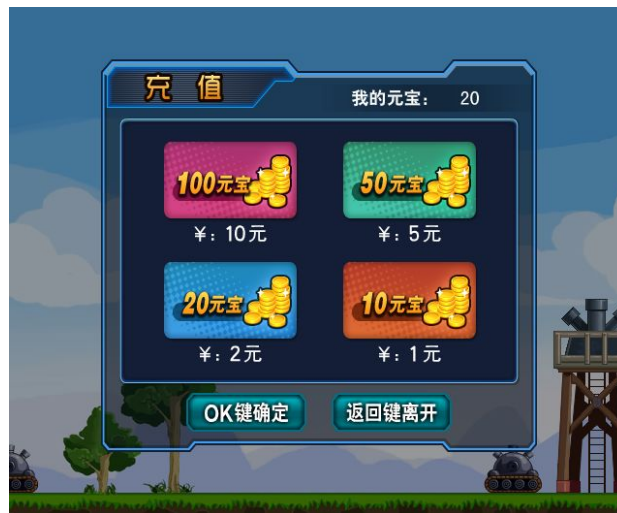 充值
我的元宝: 20
100元宝
50元宝
¥: 10元
¥: 5元
20元宝
10元宝
¥: 2元
¥: 1元
OK键确定
返回键离开